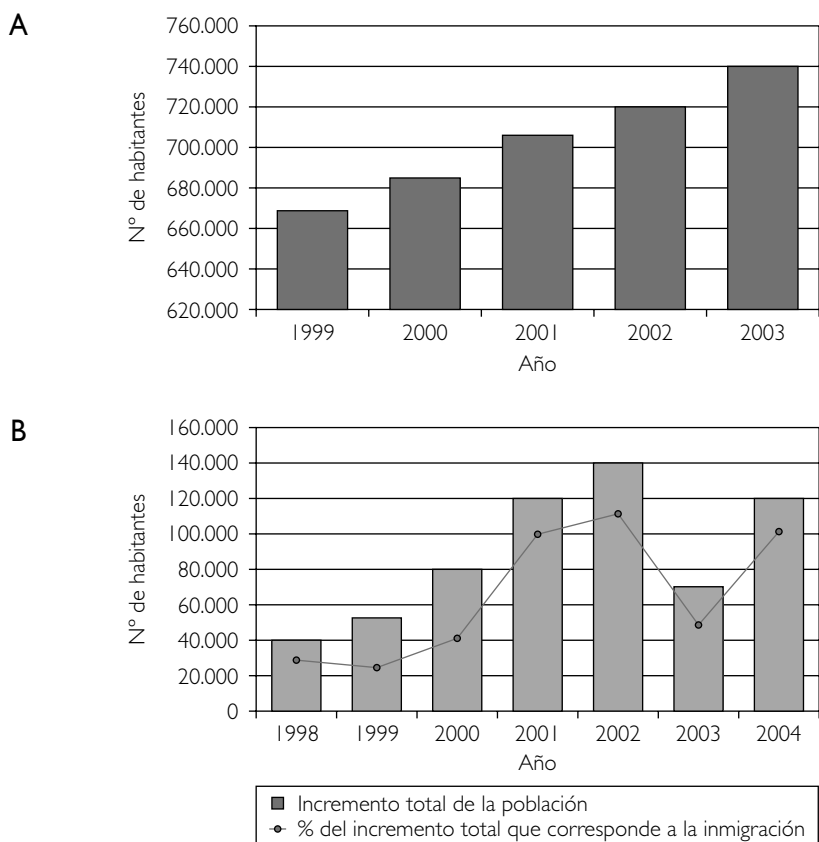 A
760.000
740.000
720.000
700.000
680.000
660.000
640.000
620.000
Nº de habitantes
1999 2000 2001 2002 2003
Año
B
160.000
140.000
120.000
100.000
80.000
60.000
40.000
20.000
0
Nº de habitantes
1998 1999 2000 2001 2002 2003 2004
Año
Incremento total de la población
% del incremento total que corresponde a la inmigración